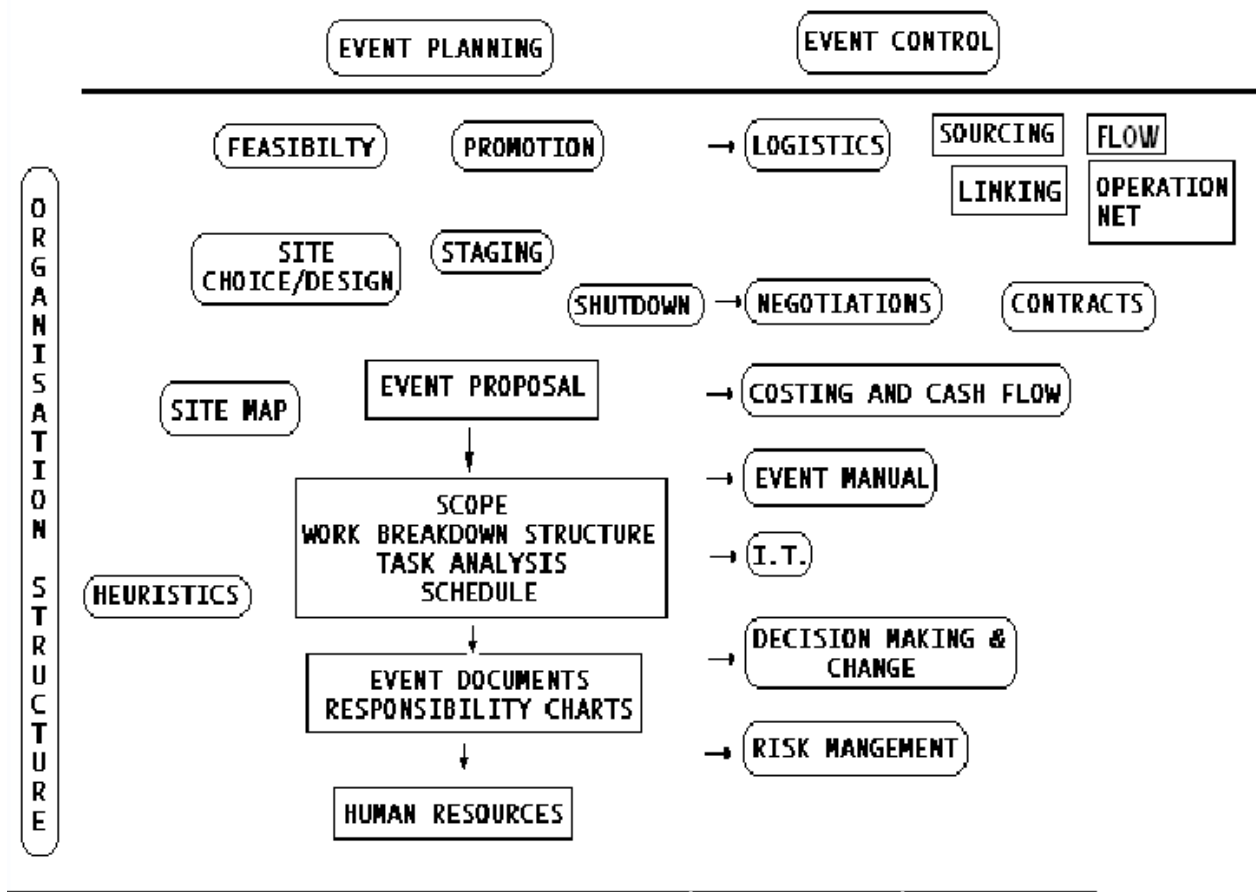 EVENT PLANNING
EVENT CONTROL
FEASIBILTY
PROMOTION
LOGISTICS
SOURCING
FLOW
LINKING
OPERATION
NET
SITE
CHOICE/DESIGN
STAGING
SHUTDOWN
NEGOTIATIONS
CONTRACTS
EVENT PROPOSAL
COSTING AND CASH FLOW
SITE MAP
EVENT MANUAL
SCOPE
WORK BREAKDOWN STRUCTURE
TASK ANALYSIS
SCHEDULE
I.T.
HEURISTICS
DECISION MAKING &
CHANGE
EVENT DOCUMENTS
RESPONSIBILITY CHARTS
RISK MANGEMENT
HUMAN RESOURCES
ORGANISATION STRUCTURE